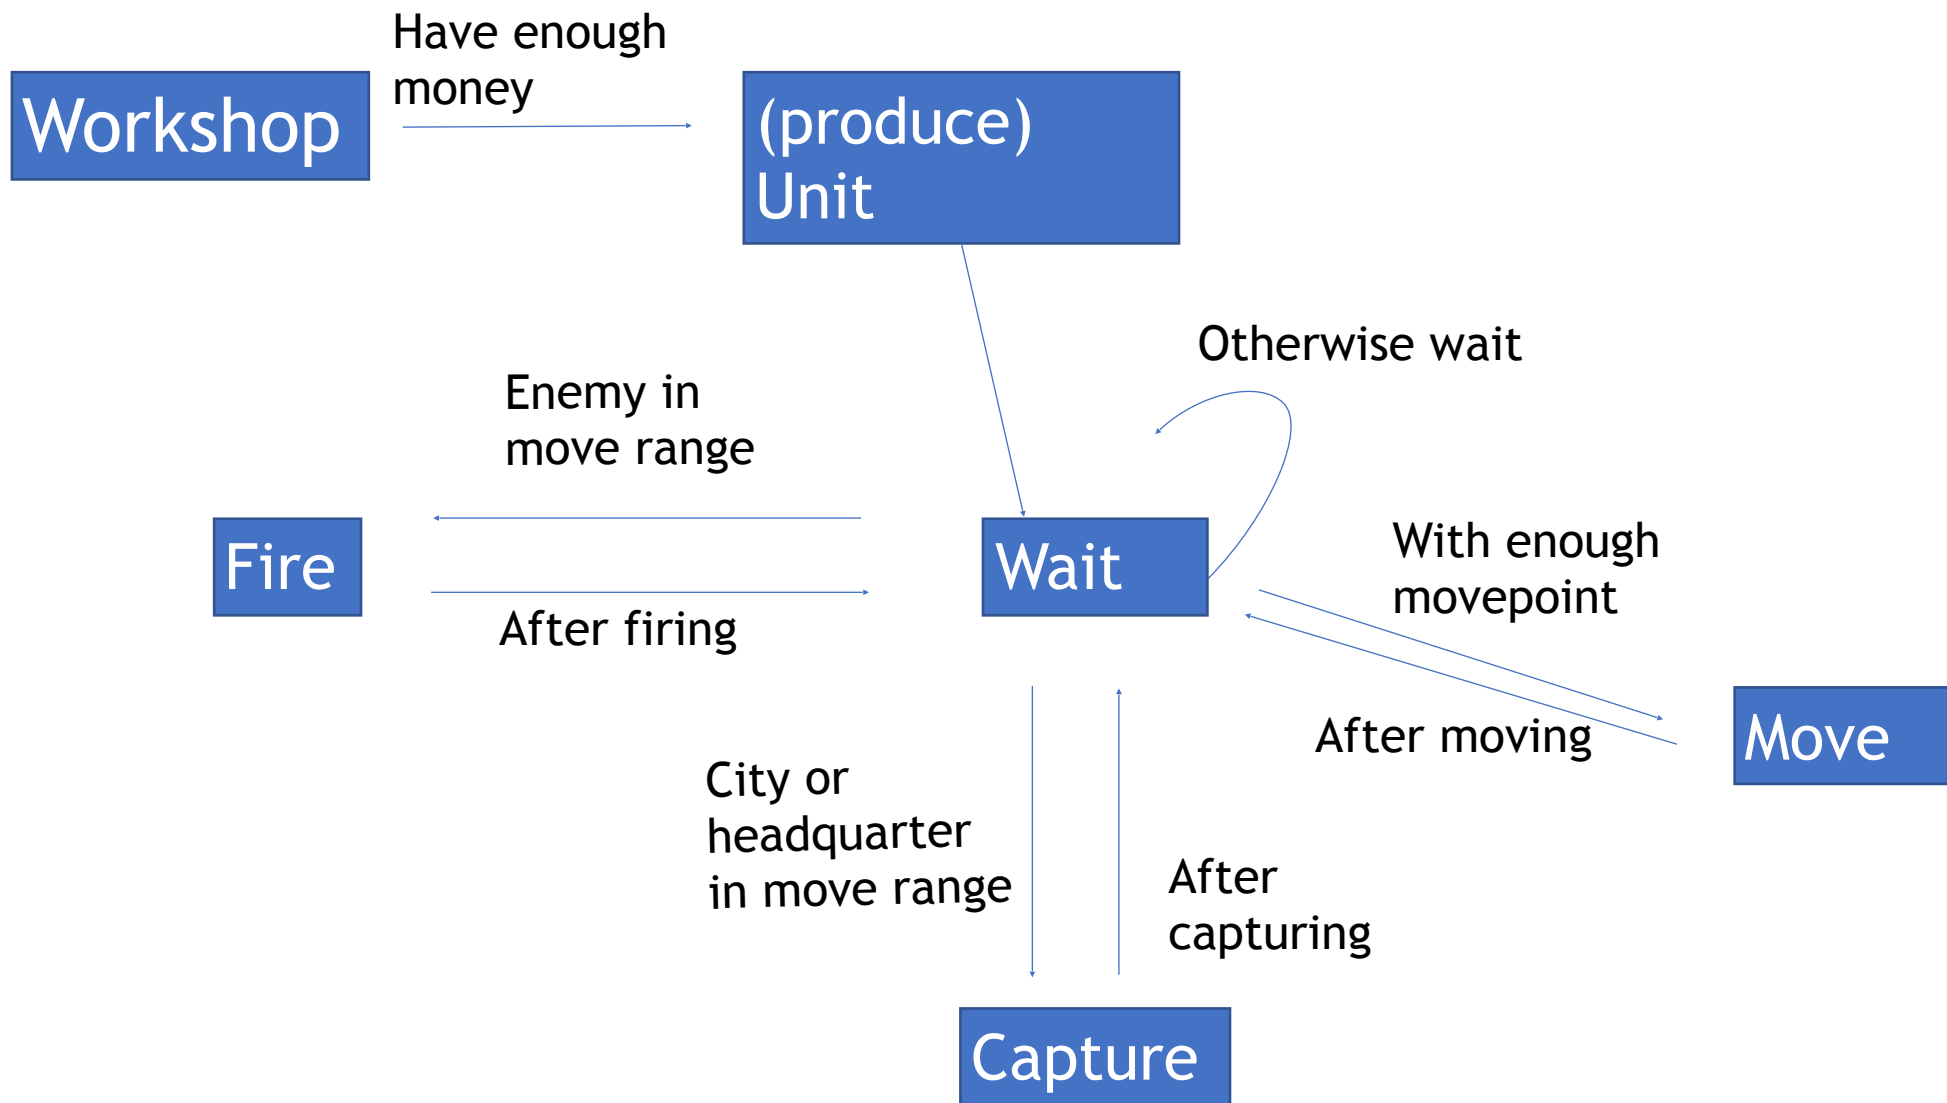 Have enough
money
Workshop
(produce)
Unit
Otherwise wait
Enemy in
move range
Fire
Wait
With enough
movepoint
After firing
After moving
Move
City or
headquarter
in move range
After
capturing
Capture